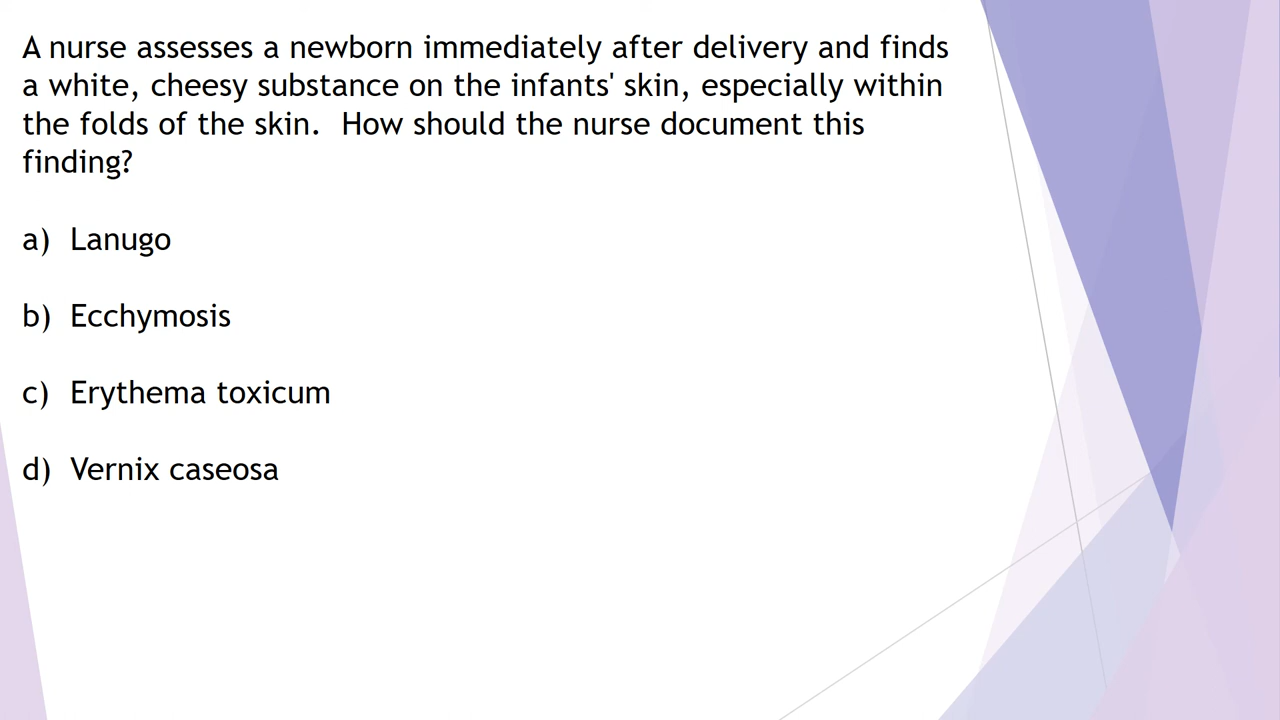 A nurse assesses a newborn immediately after delivery and finds
a white, cheesy substance on the infants' skin, especially within
the folds of the skin.  How should the nurse document this
finding?
a) Lanugo
b) Ecchymosis
c) Erythema toxicum
d) Vernix caseosa